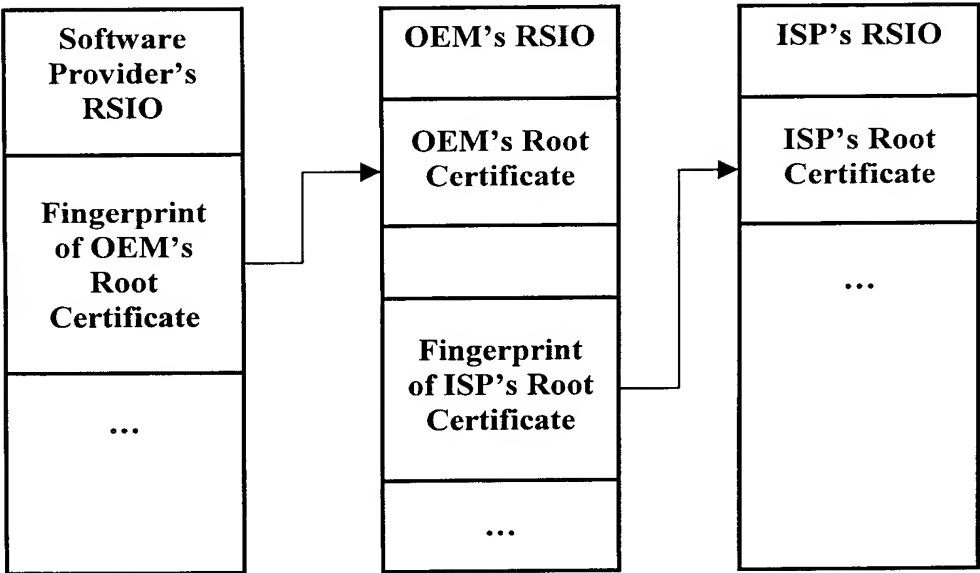 Software
Provider's
RSIO
Fingerprint
of OEM's
Root
Certificate
...
OEM's RSIO
OEM's Root
Certificate
Fingerprint
of ISP's Root
Certificate
...
ISP's RSIO
ISP's Root
Certificate
...